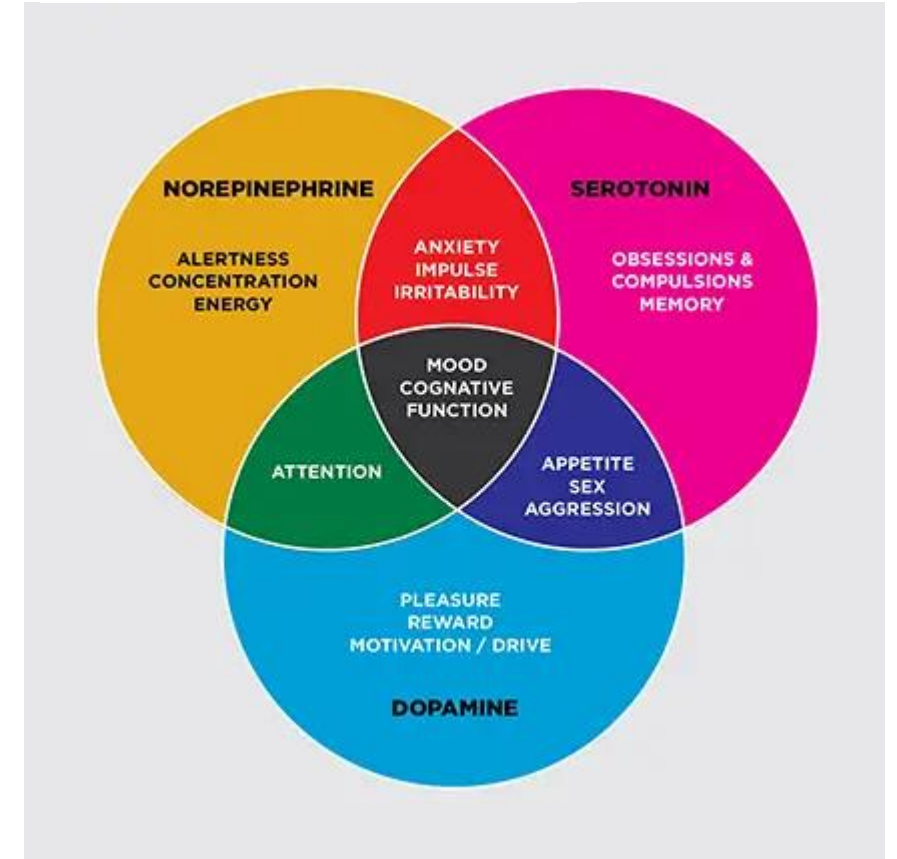 NOREPINEPHRINE
ALERTNESS
CONCENTRATION
ENERGY
SEROTONIN
OBSESSIONS &
COMPULSIONS
MEMORY
ANXIETY
IMPULSE
IRRITABILITY
MOOD
COGNATIVE
FUNCTION
ATTENTION
APPETITE
SEX
AGGRESSION
PLEASURE
REWARD
MOTIVATION / DRIVE
DOPAMINE